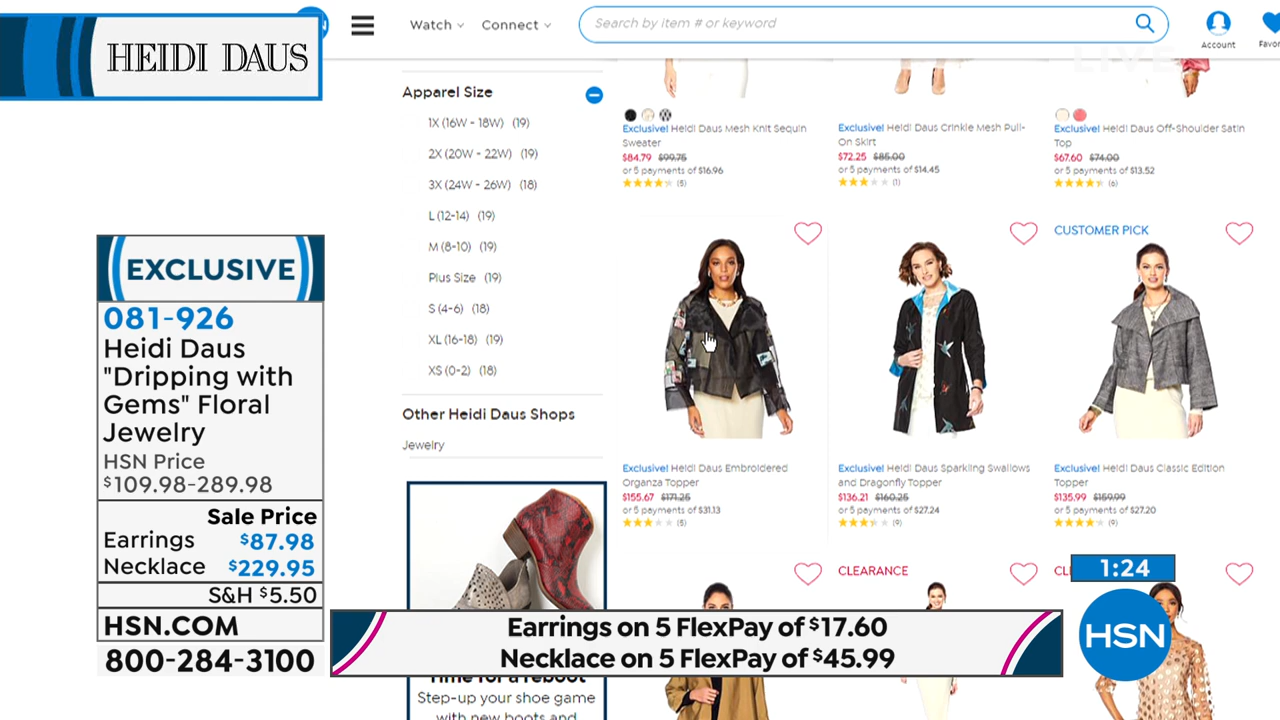 HEIDI DAUS
Watch
Connect
Search by item # or keyword
Account
LIVE
Apparel Size
1X (16W - 18W) (19)
2X (20W - 22W) (19)
3X (24W - 26W) (18)
L (12-14) (19)
M (8-10) (19)
Plus Size (19)
S (4-6) (18)
XL (16-18) (19)
XS (0-2) (18)
Other Heidi Daus Shops
Jewelry
Exclusive! Heidi Daus Mesh Knit Sequin
Sweater
$84.79 $99.75
or 5 payments of $16.96
(5)
Exclusive! Heidi Daus Crinkle Mesh Pull-
On Skirt
$72.25 $85.00
or 5 payments of $14.45
(1)
Exclusive! Heidi Daus Off-Shoulder Satin
Top
$67.60 $74.00
or 5 payments of $13.52
(6)
CUSTOMER PICK
Exclusive! Heidi Daus Embroidered
Organza Topper
$155.67 $171.25
or 5 payments of $31.13
(5)
Exclusive! Heidi Daus Sparkling Swallows
and Dragonfly Topper
$136.21 $160.25
or 5 payments of $27.24
(9)
Exclusive! Heidi Daus Classic Edition
Topper
$135.99 $159.99
or 5 payments of $27.20
(9)
CLEARANCE
CL
1:24
EXCLUSIVE
081-926
Heidi Daus
"Dripping with
Gems" Floral
Jewelry
HSN Price
$109.98-289.98
Sale Price
Earrings $87.98
Necklace $229.95
S&H $5.50
HSN.COM
800-284-3100
Earrings on 5 FlexPay of $17.60
Necklace on 5 FlexPay of $45.99
HSN
Time for a reboot
Step-up your shoe game
with new boots and